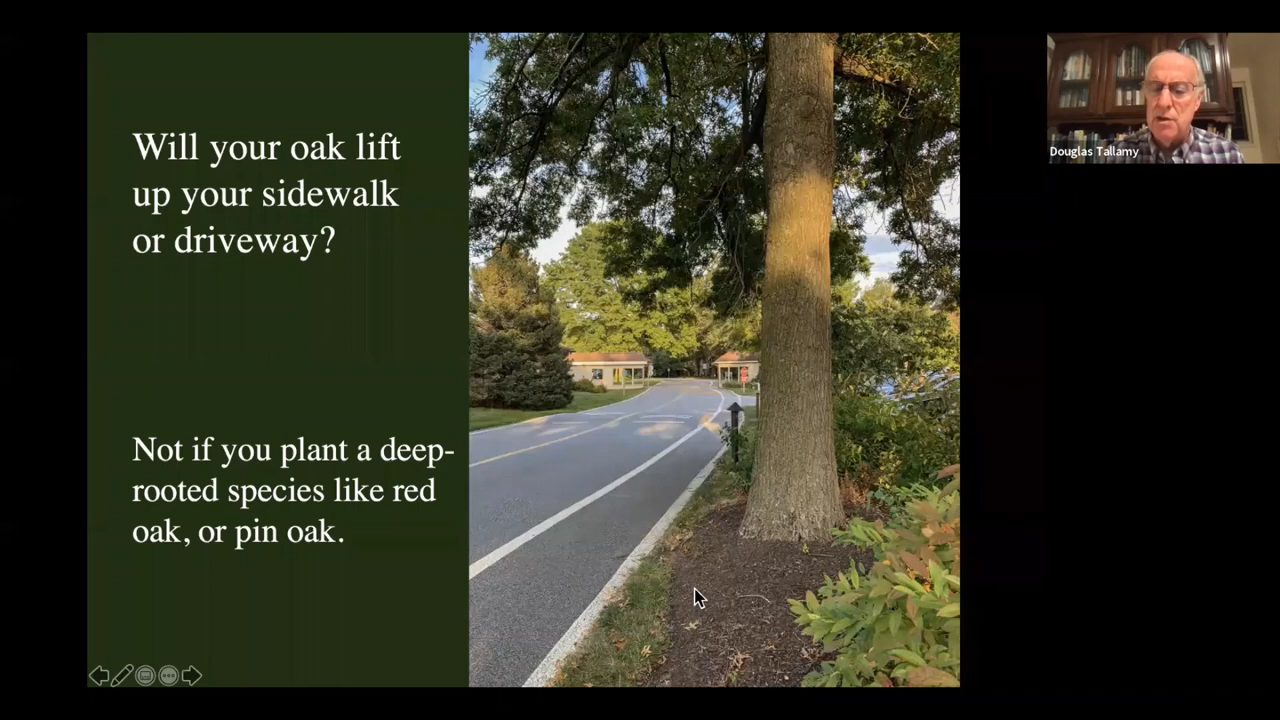 Will your oak lift
up your sidewalk
or driveway?
Not if you plant a deep-
rooted species like red
oak, or pin oak.
Douglas Tallamy